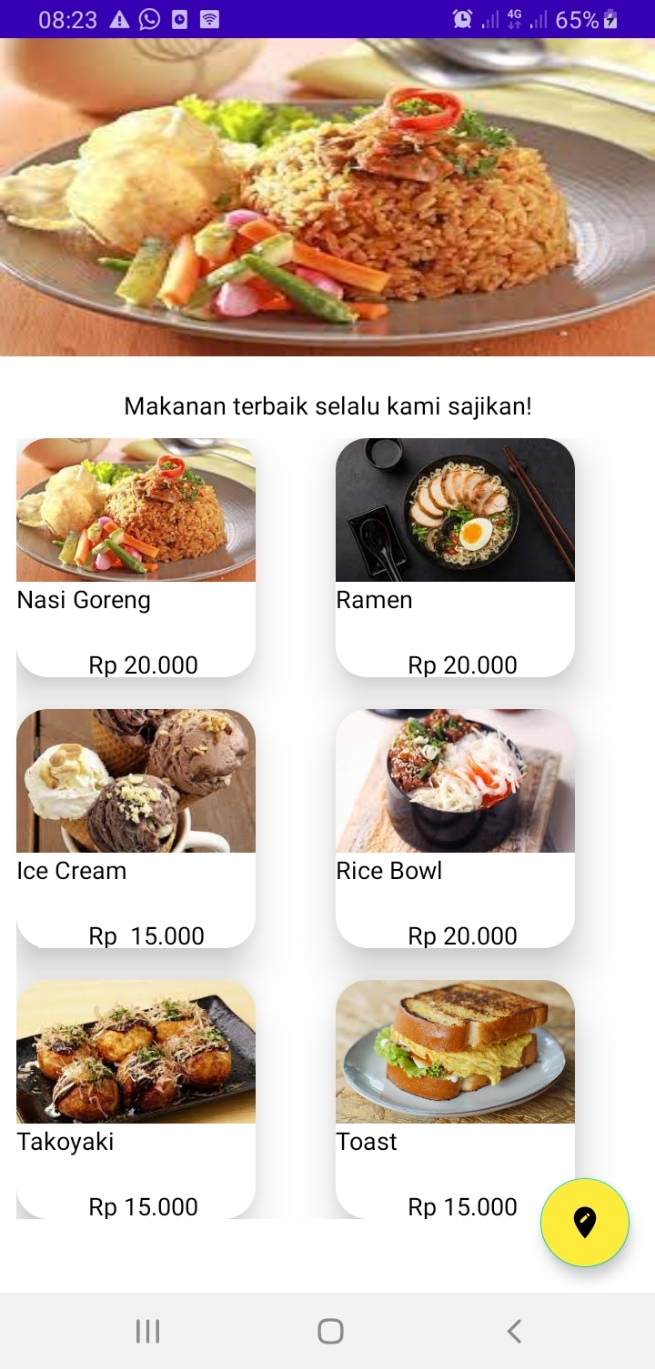 08:23
4G
65%
Makanan terbaik selalu kami sajikan!
Nasi Goreng
Ramen
Rp 20.000
Rp 20.000
Ice Cream
Rice Bowl
Rp  15.000
Rp 20.000
Takoyaki
Toast
Rp 15.000
Rp 15.000